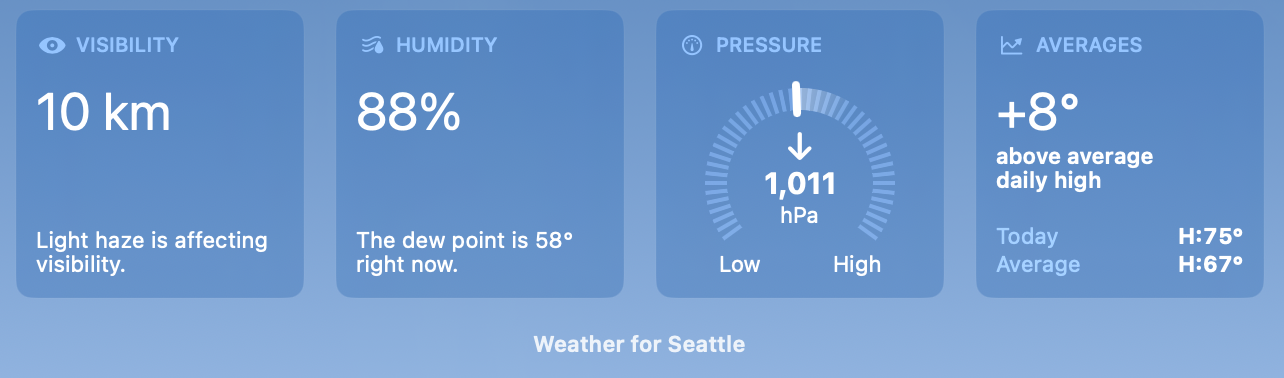 VISIBILITY
10 km
Light haze is affecting
visibility.
HUMIDITY
88%
The dew point is 58°
right now.
PRESSURE
1,011
hPa
Low High
AVERAGES
+8°
above average
daily high
Today H:75°
Average H:67°
Weather for Seattle